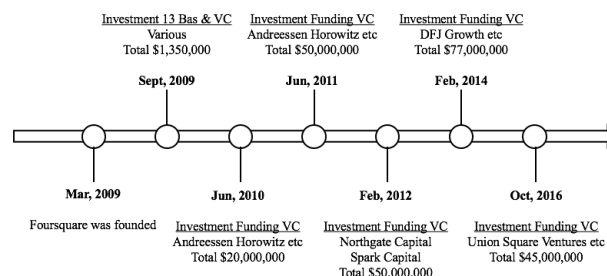 Investment 13 Bas & VC
Various
Total $1,350,000
Investment Funding VC
Andreessen Horowitz etc
Total $50,000,000
Investment Funding VC
DFJ Growth etc
Total $77,000,000
Sept, 2009
Jun, 2011
Feb, 2014
Mar, 2009
Jun, 2010
Feb, 2012
Oct, 2016
Foursquare was founded
Investment Funding VC
Andreessen Horowitz etc
Total $20,000,000
Investment Funding VC
Northgate Capital
Spark Capital
Total $50,000,000
Investment Funding VC
Union Square Ventures etc
Total $45,000,000